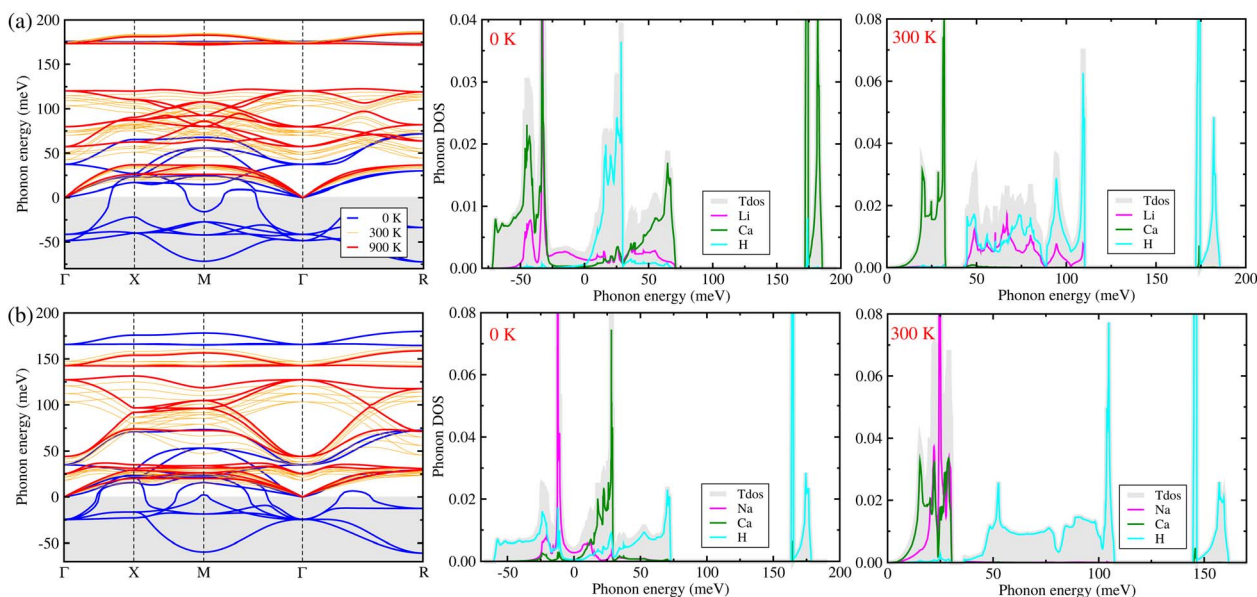 (a)
200
150
100
50
0
-50
Phonon energy (meV)
0 K
300 K
900 K
Γ X M Γ R
0.04
0.03
0.02
0.01
0.00
Phonon DOS
0 K
Tdos
Li
Ca
H
-50 0 50 100 150 200
Phonon energy (meV)
0.08
0.06
0.04
0.02
0.00
300 K
Tdos
Li
Ca
H
0 50 100 150 200
Phonon energy (meV)
(b)
200
150
100
50
0
-50
Phonon energy (meV)
Γ X M Γ R
0.08
0.06
0.04
0.02
0.00
Phonon DOS
0 K
Tdos
Na
Ca
H
-50 0 50 100 150 200
Phonon energy (meV)
0.08
0.06
0.04
0.02
0.00
300 K
Tdos
Na
Ca
H
0 50 100 150
Phonon energy (meV)